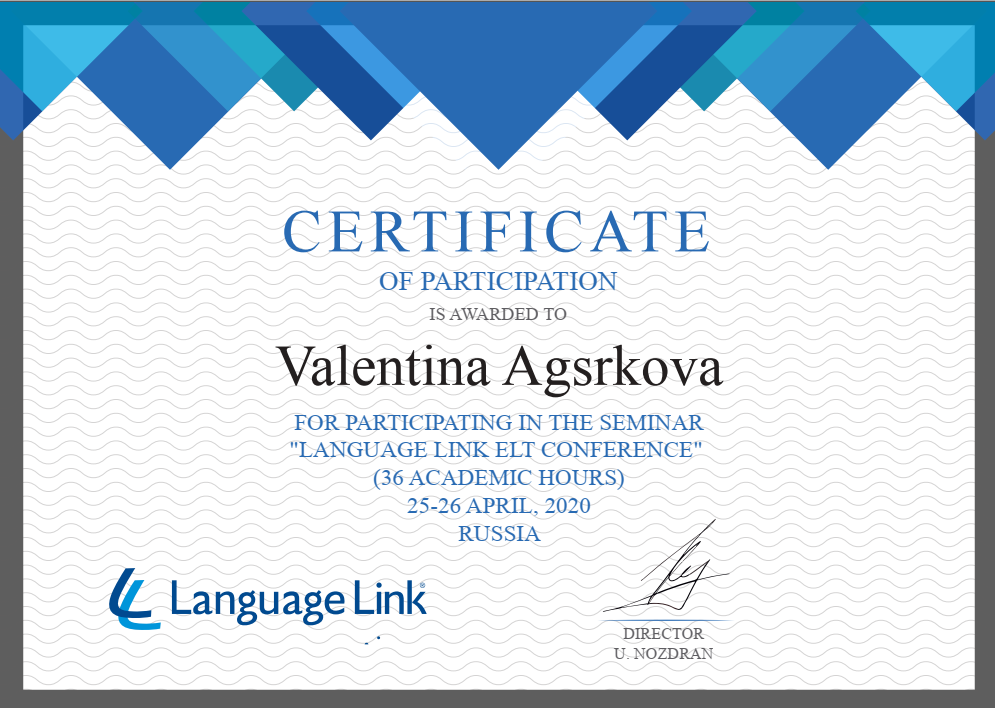 CERTIFICATE
OF PARTICIPATION
IS AWARDED TO
Valentina Agsrkova
FOR PARTICIPATING IN THE SEMINAR
"LANGUAGE LINK ELT CONFERENCE"
(36 ACADEMIC HOURS)
25-26 APRIL, 2020
RUSSIA
Language Link®
DIRECTOR
U. NOZDRAN